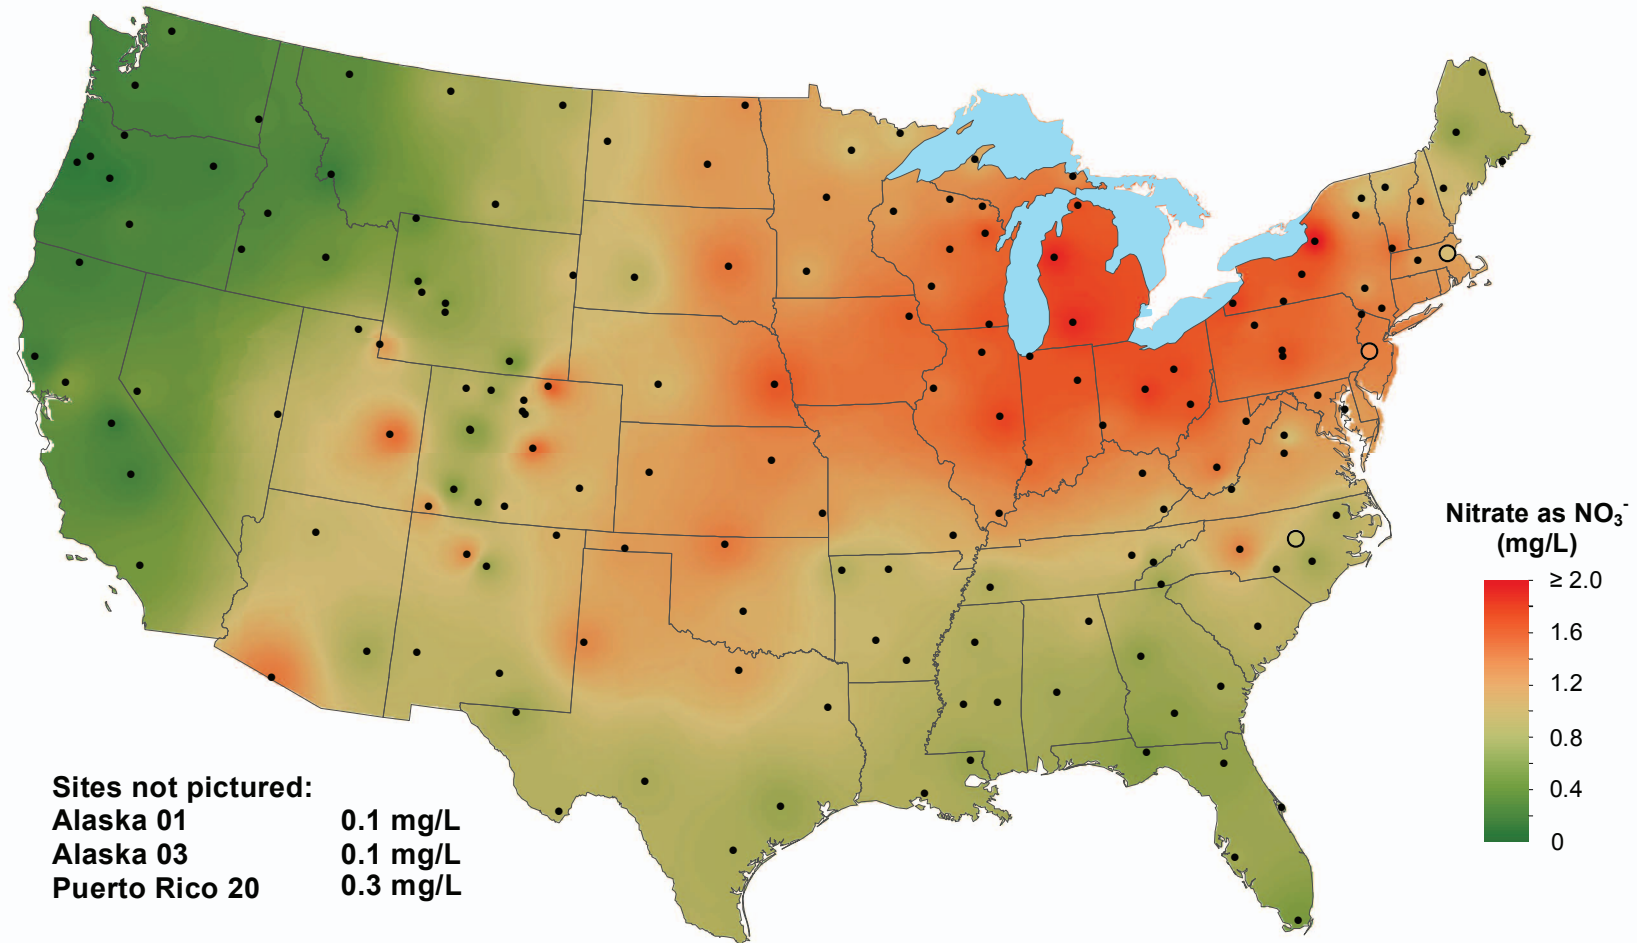 Nitrate as NO₃⁻
(mg/L)
≥ 2.0
1.6
1.2
0.8
0.4
0
Sites not pictured:
Alaska 01 0.1 mg/L
Alaska 03 0.1 mg/L
Puerto Rico 20 0.3 mg/L